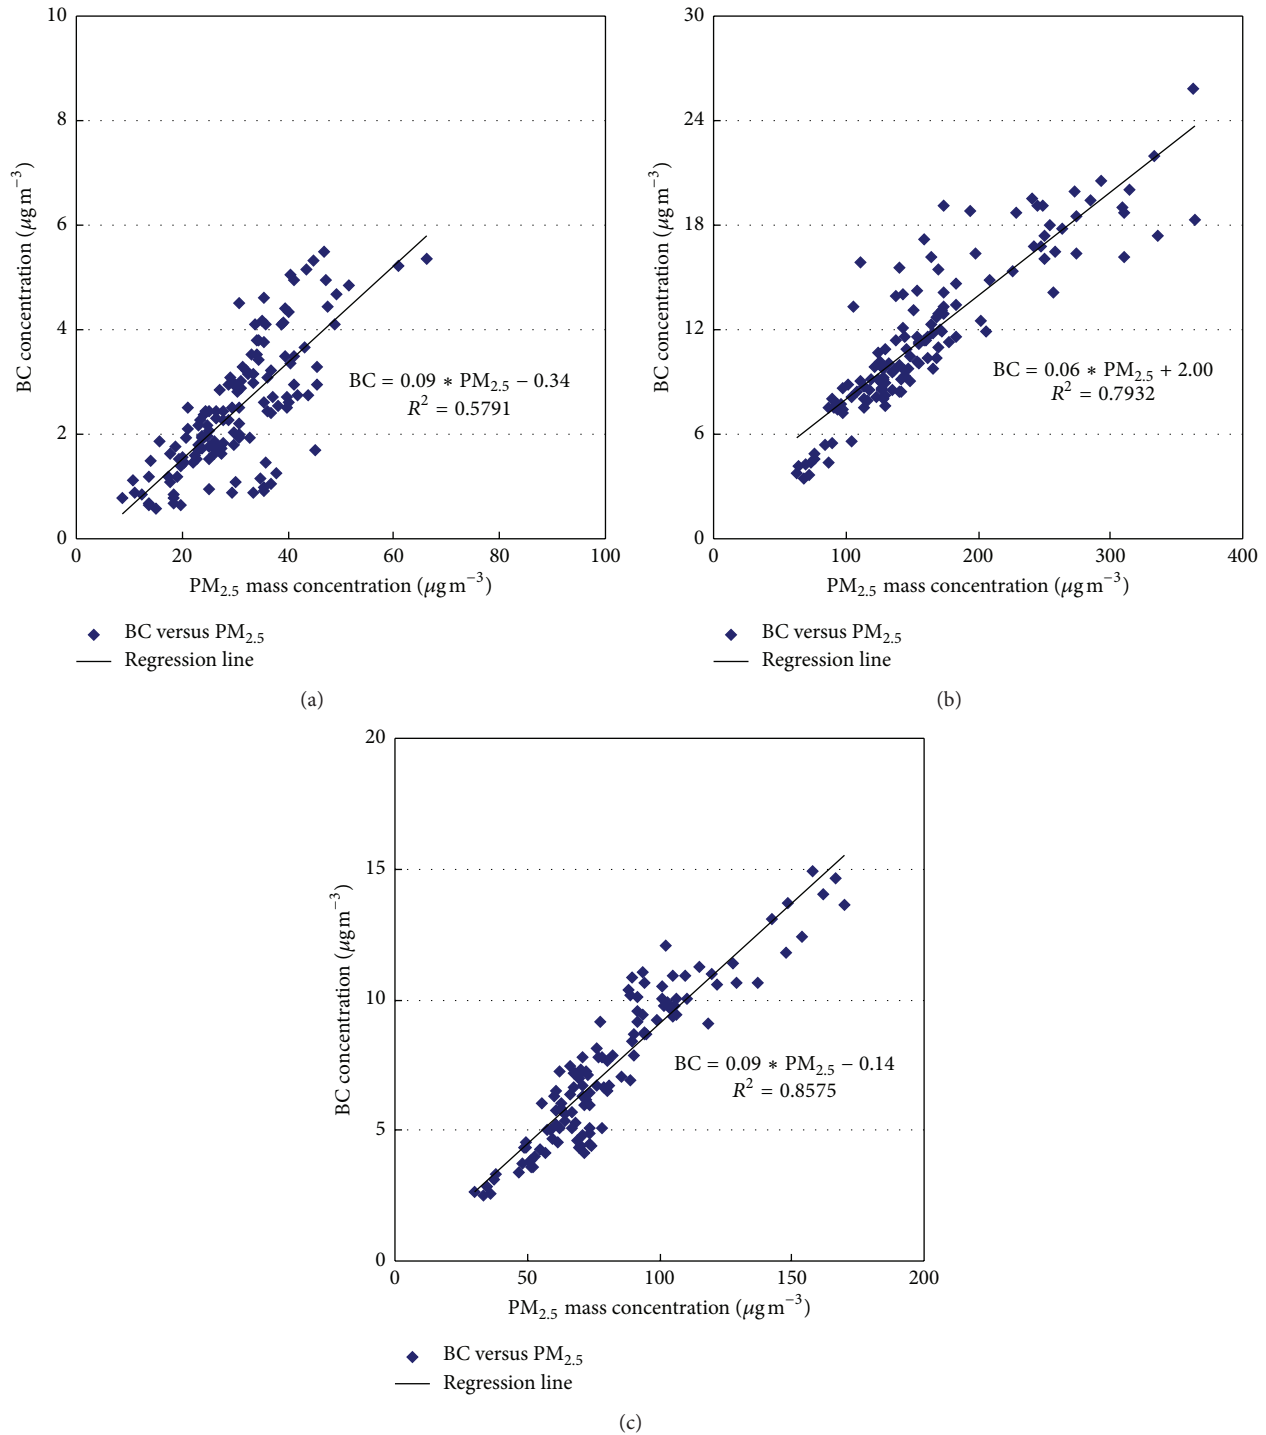 10
8
6
4
2
0
BC concentration (μg m⁻³)
BC = 0.09 ∗ PM₂.₅ − 0.34
R² = 0.5791
0 20 40 60 80 100
PM₂.₅ mass concentration (μg m⁻³)
BC versus PM₂.₅
Regression line
(a)
30
24
18
12
6
0
BC concentration (μg m⁻³)
BC = 0.06 ∗ PM₂.₅ + 2.00
R² = 0.7932
0 100 200 300 400
PM₂.₅ mass concentration (μg m⁻³)
BC versus PM₂.₅
Regression line
(b)
20
15
10
5
0
BC concentration (μg m⁻³)
BC = 0.09 ∗ PM₂.₅ − 0.14
R² = 0.8575
0 50 100 150 200
PM₂.₅ mass concentration (μg m⁻³)
BC versus PM₂.₅
Regression line
(c)